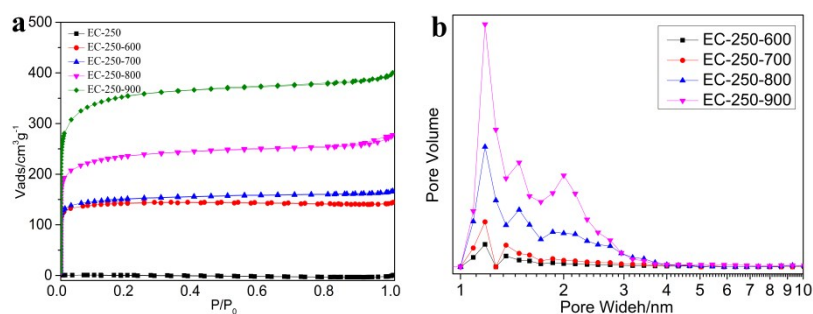 a
500
400
300
200
100
0
Vads/cm³g⁻¹
EC-250
EC-250-600
EC-250-700
EC-250-800
EC-250-900
0.0 0.2 0.4 0.6 0.8 1.0
P/P₀
b
Pore Volume
EC-250-600
EC-250-700
EC-250-800
EC-250-900
1 2 3 4 5 6 7 8 9 10
Pore Wideh/nm